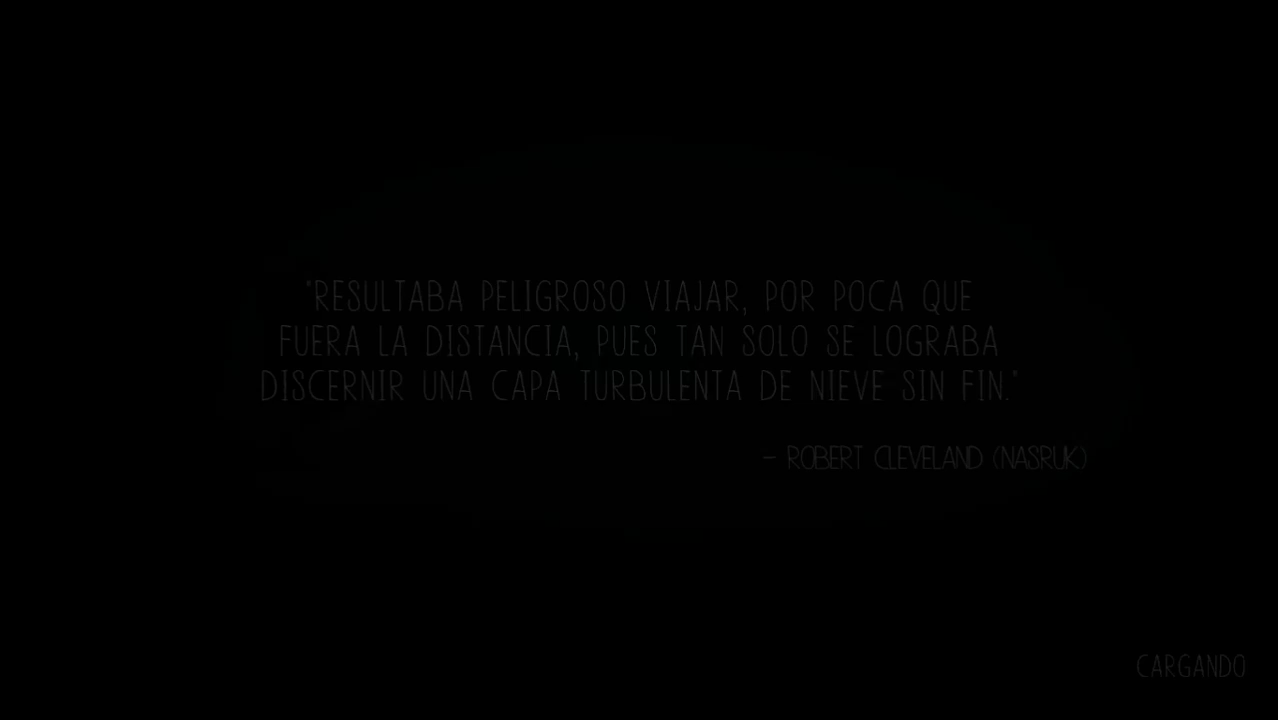 "RESULTABA PELIGROSO VIAJAR, POR POCA QUE
FUERA LA DISTANCIA, PUES TAN SOLO SE LOGRABA
DISCERNIR UNA CAPA TURBULENTA DE NIEVE SIN FIN."
- ROBERT CLEVELAND (NASRUK)
CARGANDO